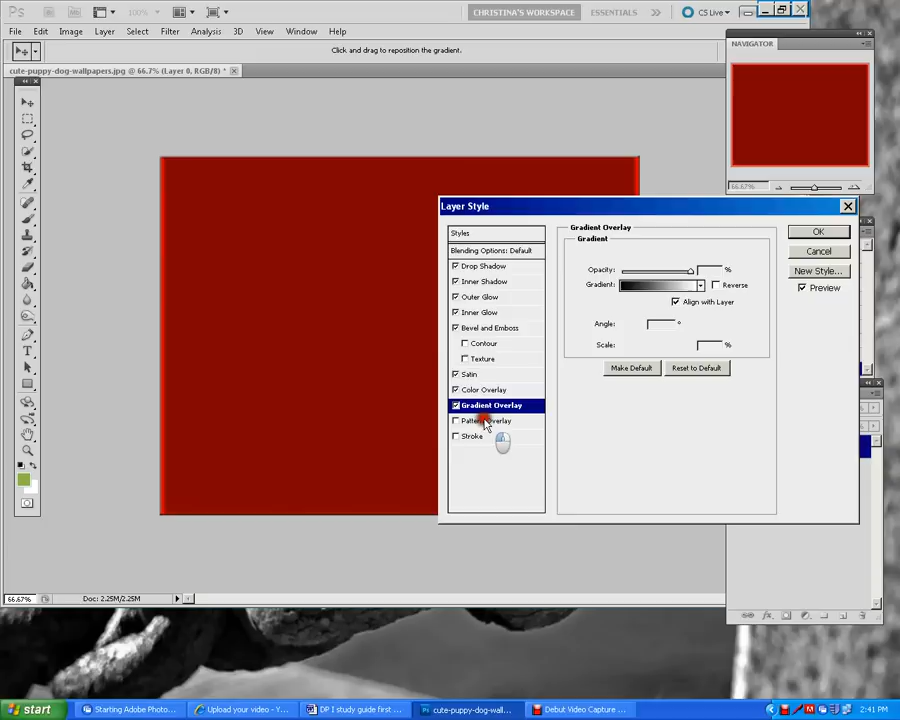 Ps 100% CHRISTINA'S WORKSPACE ESSENTIALS CS Live
File Edit Image Layer Select Filter Analysis 3D View Window Help
Click and drag to reposition the gradient.
NAVIGATOR
cute-puppy-dog-wallpapers.jpg @ 66.7% (Layer 0, RGB/8) *
66.67%
Layer Style
Styles
Blending Options: Default
Drop Shadow
Inner Shadow
Outer Glow
Inner Glow
Bevel and Emboss
Contour
Texture
Satin
Color Overlay
Gradient Overlay
Pattern Overlay
Stroke
Gradient Overlay
Gradient
Opacity: %
Gradient: Reverse
Align with Layer
Angle: °
Scale: %
Make Default Reset to Default
OK
Cancel
New Style...
Preview
T
66.67% Doc: 2.25M/2.25M
fx
start Starting Adobe Photo... Upload your video - Y... DP I study guide first ... Ps cute-puppy-dog-wall... Debut Video Capture ... 2:41 PM